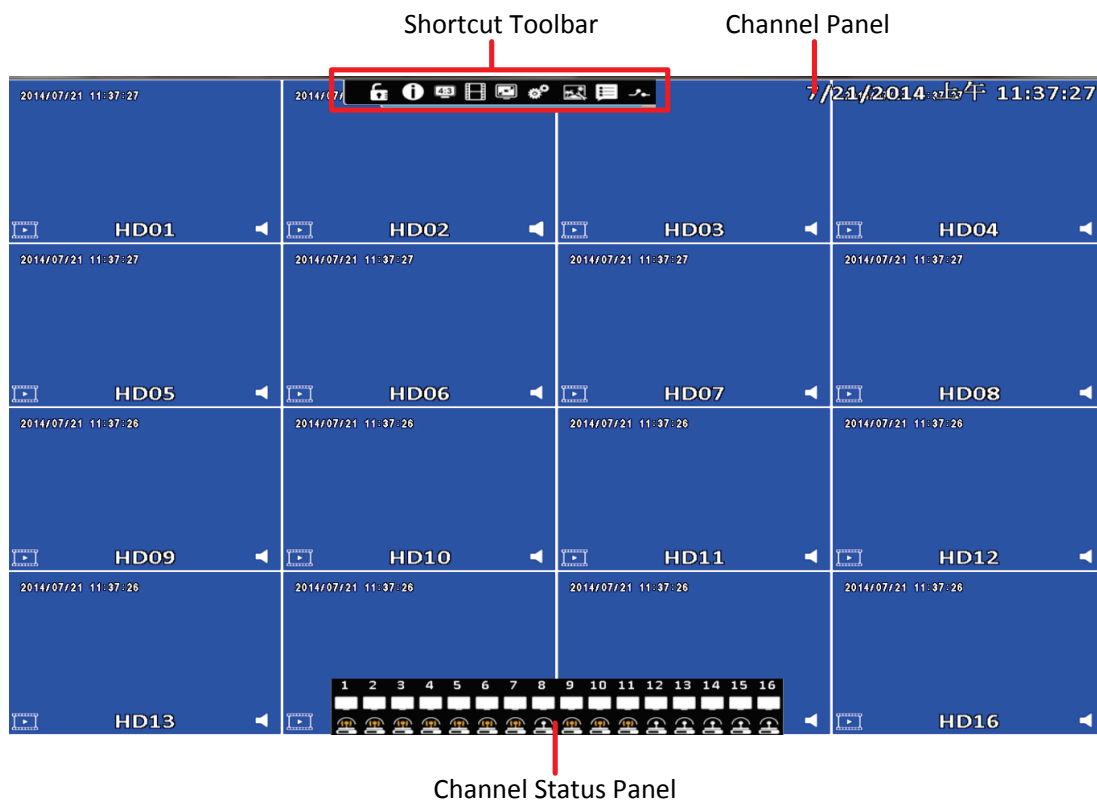 Shortcut Toolbar
Channel Panel
2014/07/21 11:37:27
2014/07/
4:3
7/21/2014 上午 11:37:27
HD01
HD02
HD03
HD04
2014/07/21 11:37:27
2014/07/21 11:37:27
2014/07/21 11:37:27
2014/07/21 11:37:27
HD05
HD06
HD07
HD08
2014/07/21 11:37:26
2014/07/21 11:37:26
2014/07/21 11:37:26
2014/07/21 11:37:26
HD09
HD10
HD11
HD12
2014/07/21 11:37:26
2014/07/21 11:37:26
2014/07/21 11:37:26
2014/07/21 11:37:26
1 2 3 4 5 6 7 8 9 10 11 12 13 14 15 16
HD13
HD16
Channel Status Panel